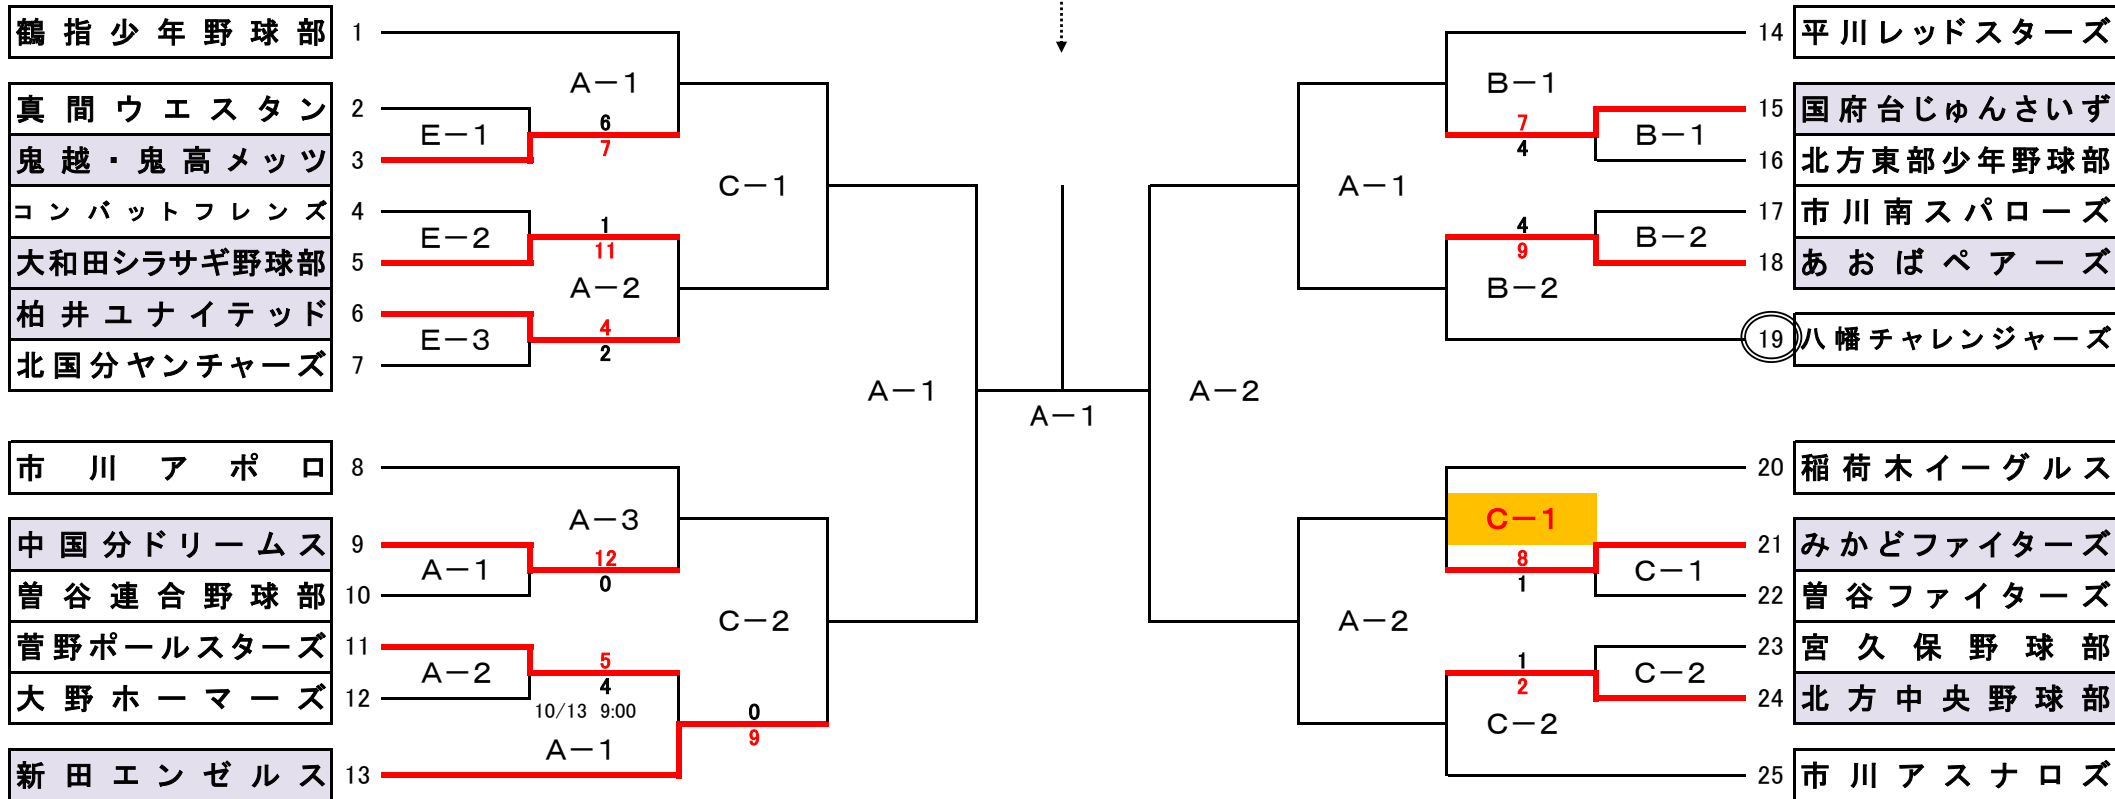 鶴指少年野球部 1
A－1
真間ウエスタン 2
E－1
6
7
鬼越・鬼高メッツ 3
C－1
コンバットフレンズ 4
E－2
1
11
大和田シラサギ野球部 5
A－2
柏井ユナイテッド 6
E－3
4
2
北国分ヤンチャーズ 7
A－1
市川アポロ 8
A－3
中国分ドリームス 9
A－1
12
0
曽谷連合野球部 10
C－2
菅野ポールスターズ 11
A－2
5
4
大野ホーマーズ 12
10/13 9:00
0
9
A－1
新田エンゼルス 13
A－1
14 平川レッドスターズ
B－1
15 国府台じゅんさいず
7
4
B－1
16 北方東部少年野球部
A－1
17 市川南スパローズ
4
9
B－2
18 あおばペアーズ
B－2
19 八幡チャレンジャーズ
A－2
20 稲荷木イーグルス
C－1
21 みかどファイターズ
8
1
C－1
22 曽谷ファイターズ
A－2
23 宮久保野球部
1
2
C－2
24 北方中央野球部
C－2
25 市川アスナロズ